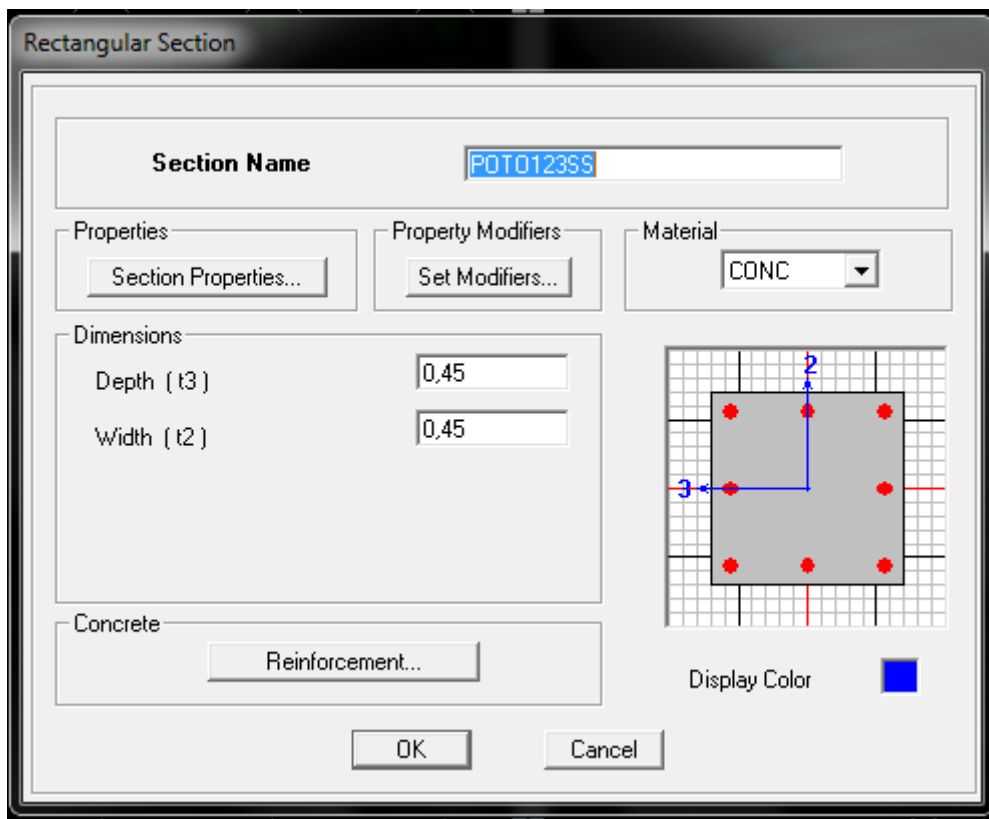 Rectangular Section
Section Name POTO123SS
Properties Property Modifiers Material
Section Properties... Set Modifiers... CONC
Dimensions
Depth ( t3 ) 0,45
Width ( t2 ) 0,45
2
3
Concrete
Reinforcement...
Display Color
OK Cancel